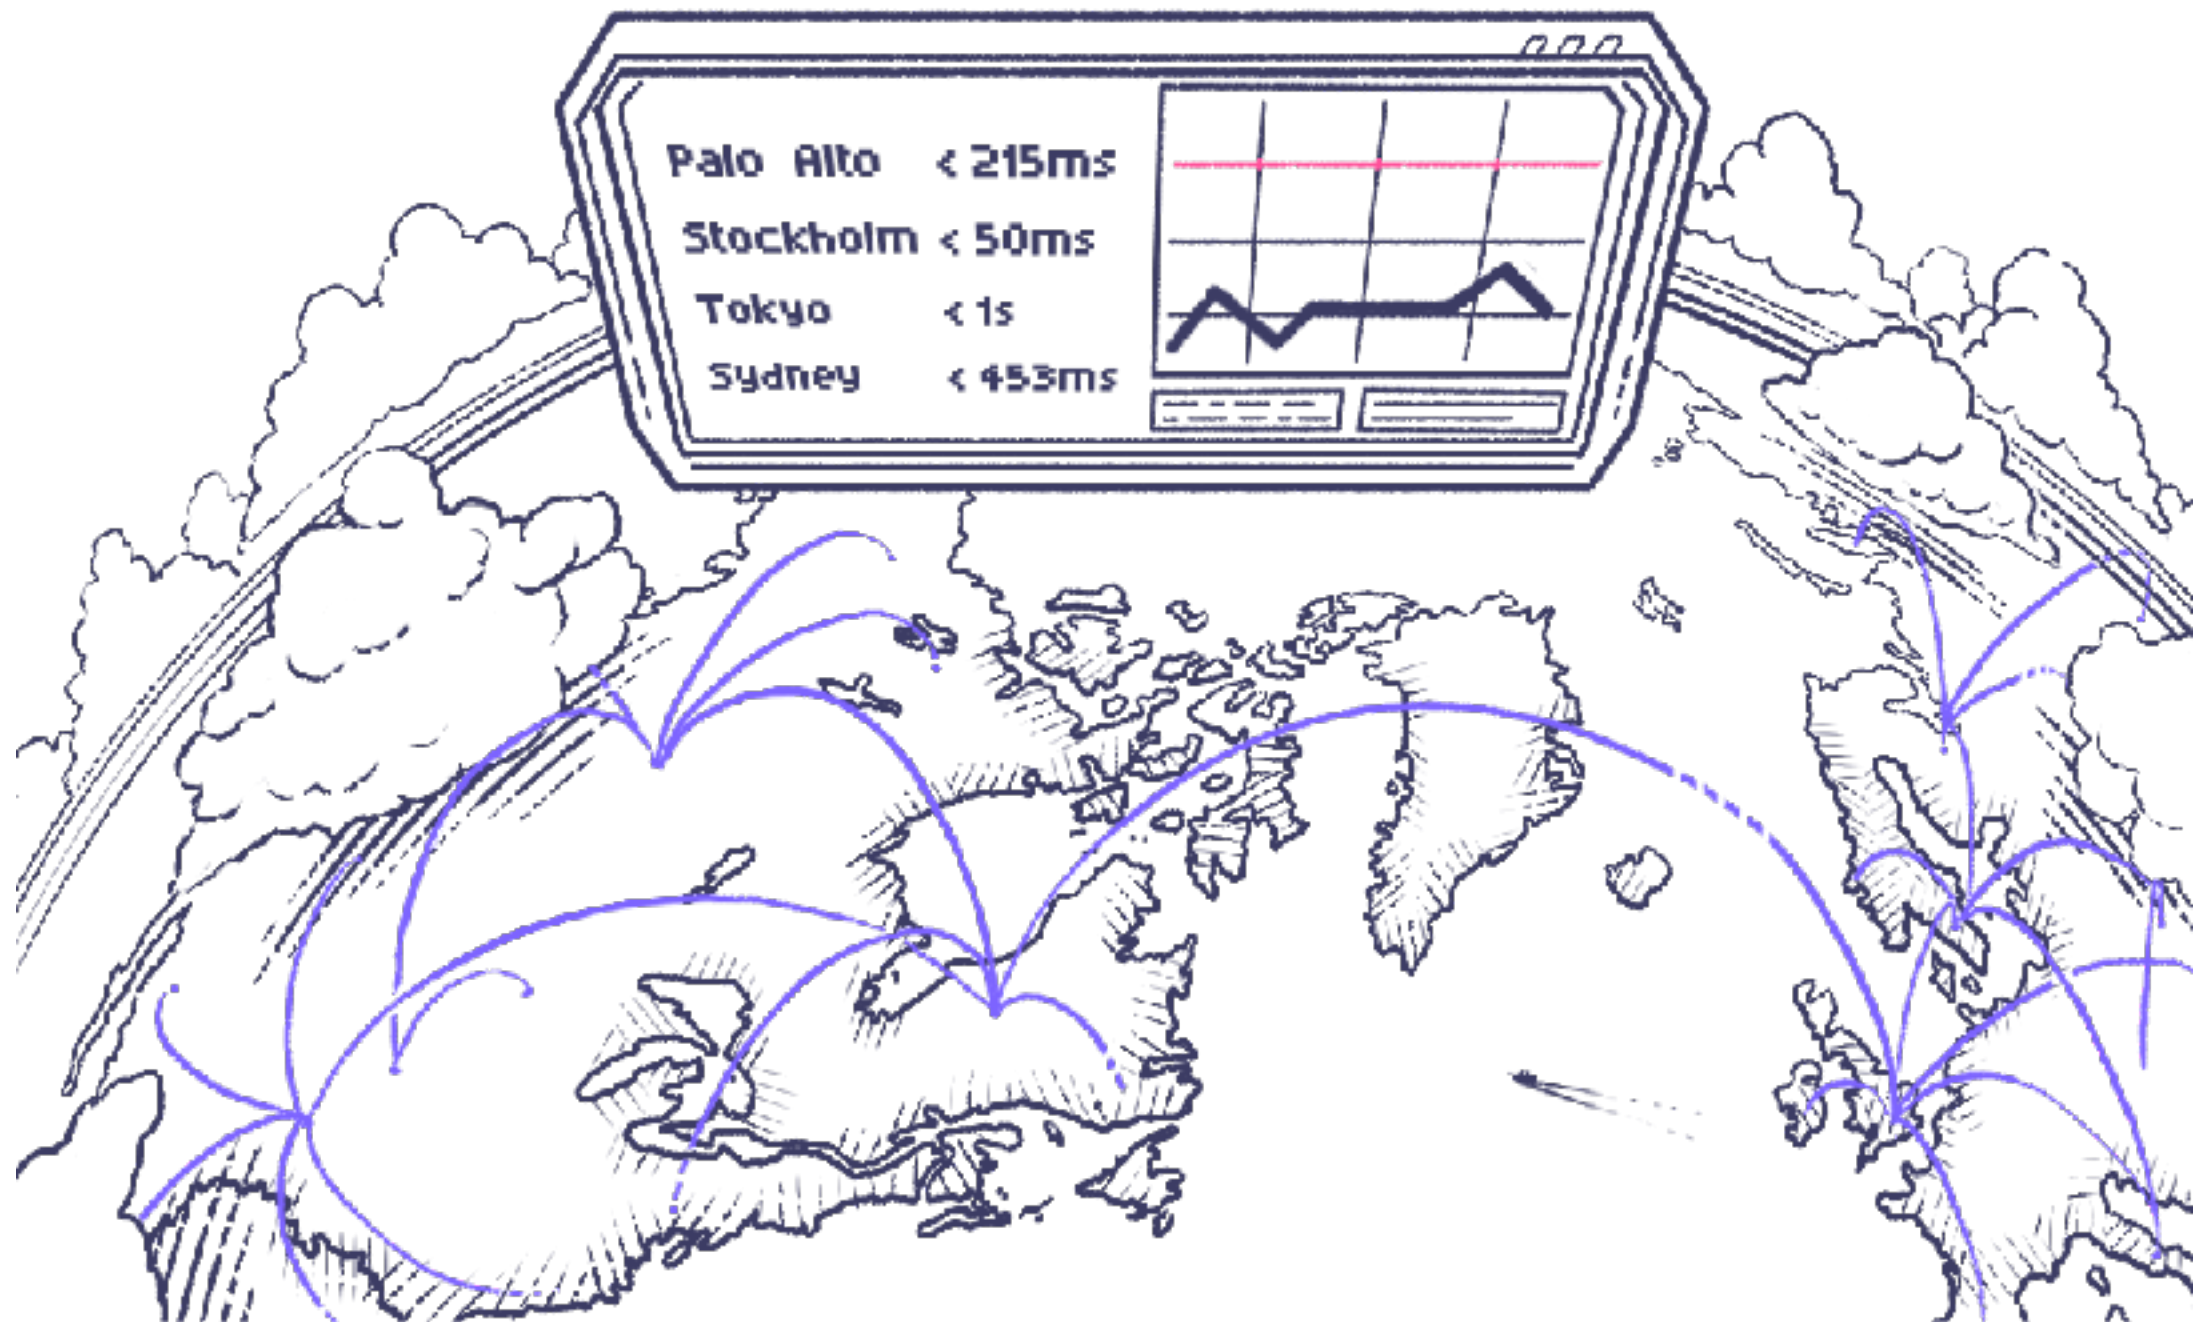 Palo Alto < 215ms
Stockholm < 50ms
Tokyo < 1s
Sydney < 453ms